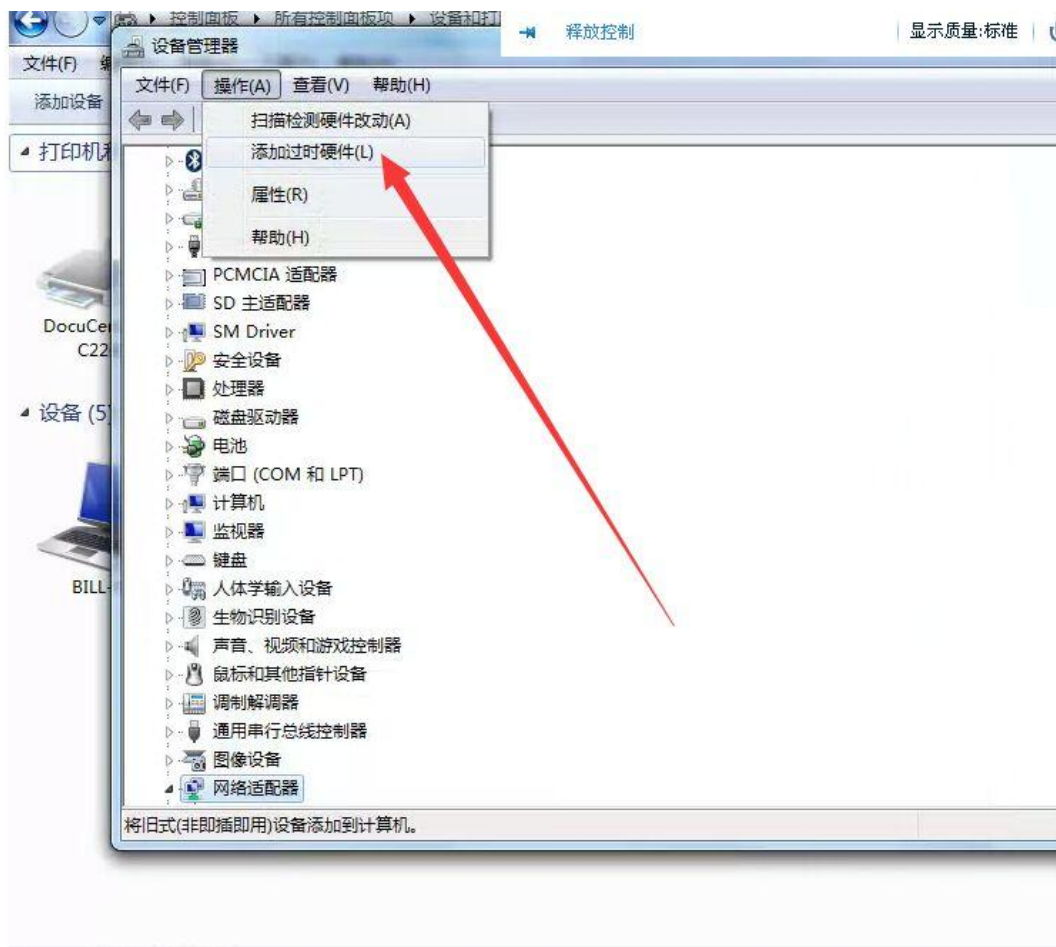 控制面板 ▸ 所有控制面板项 ▸ 设备和打
释放控制
显示质量:标准
设备管理器
文件(F)
文件(F) 操作(A) 查看(V) 帮助(H)
添加设备
扫描检测硬件改动(A)
添加过时硬件(L)
属性(R)
帮助(H)
打印机
PCMCIA 适配器
SD 主适配器
SM Driver
安全设备
处理器
磁盘驱动器
电池
端口 (COM 和 LPT)
计算机
监视器
键盘
人体学输入设备
生物识别设备
声音、视频和游戏控制器
鼠标和其他指针设备
调制解调器
通用串行总线控制器
图像设备
网络适配器
DocuCe
C22
设备 (5
BILL-
将旧式(非即插即用)设备添加到计算机。